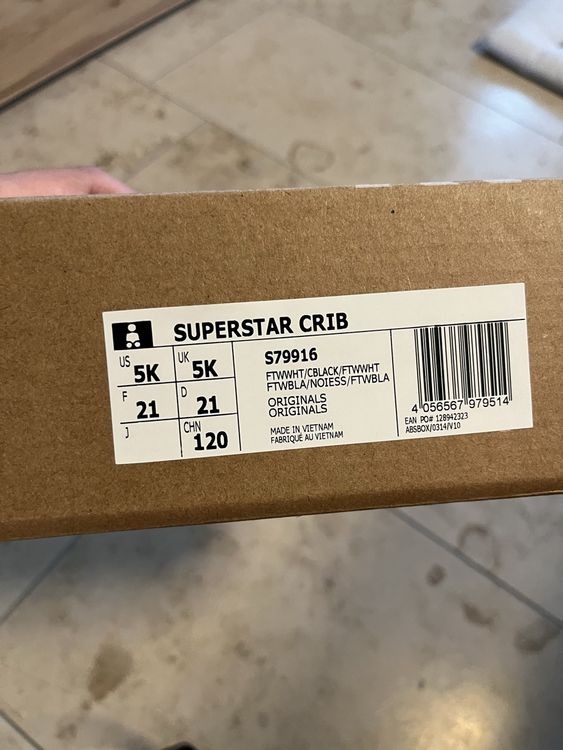 SUPERSTAR CRIB
US 5K UK 5K
F 21 D 21
J CHN 120
S79916
FTWWHT/CBLACK/FTWWHT
FTWBLA/NOIESS/FTWBLA
ORIGINALS
ORIGINALS
MADE IN VIETNAM
FABRIQUÉ AU VIETNAM
4 056567 979514
EAN PO# 128942323
ABSBOX/0314/V10